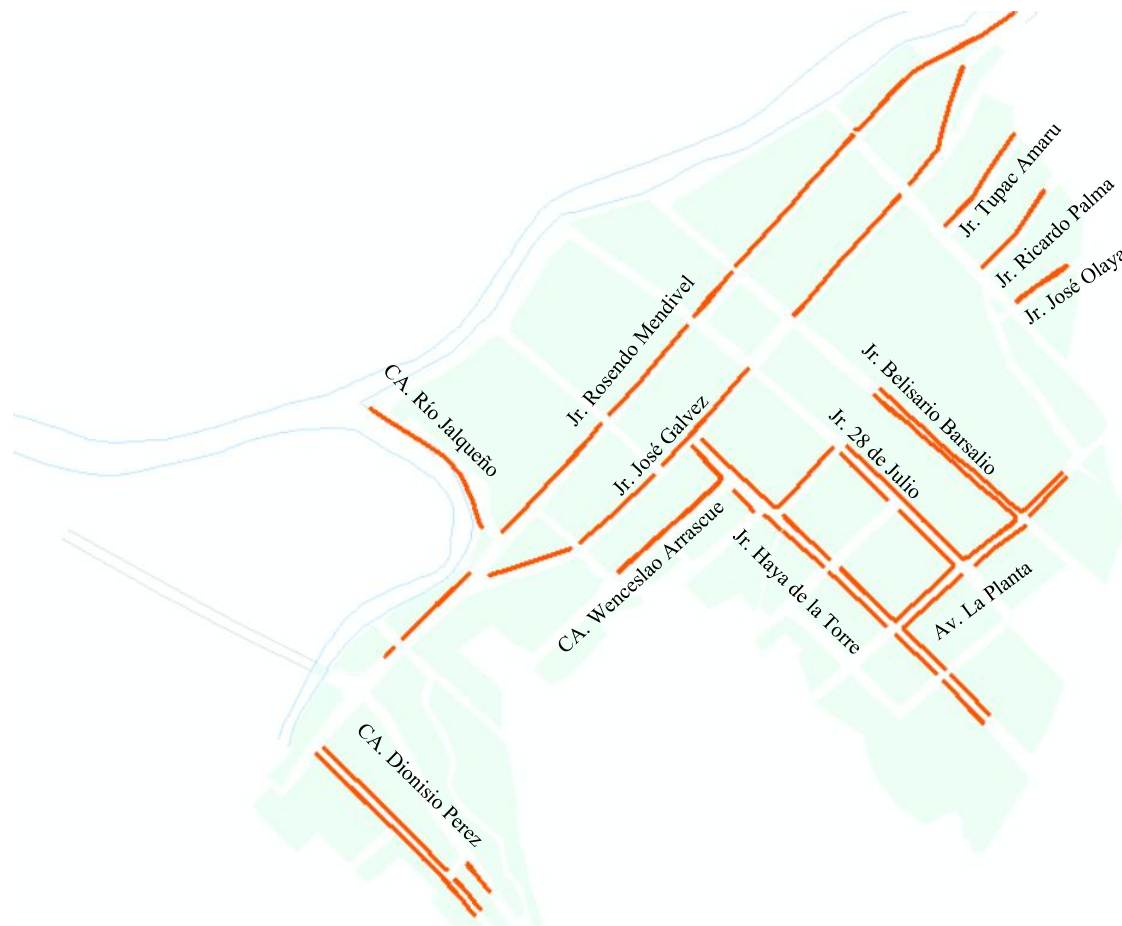 Jr. Tupac Amaru
Jr. Ricardo Palma
Jr. José Olaya
Jr. Rosendo Mendivel
CA. Río Jalqueño
Jr. Belisario Barsalio
Jr. José Galvez
Jr. 28 de Julio
CA. Wenceslao Arrascue
Jr. Haya de la Torre
Av. La Planta
CA. Dionisio Perez